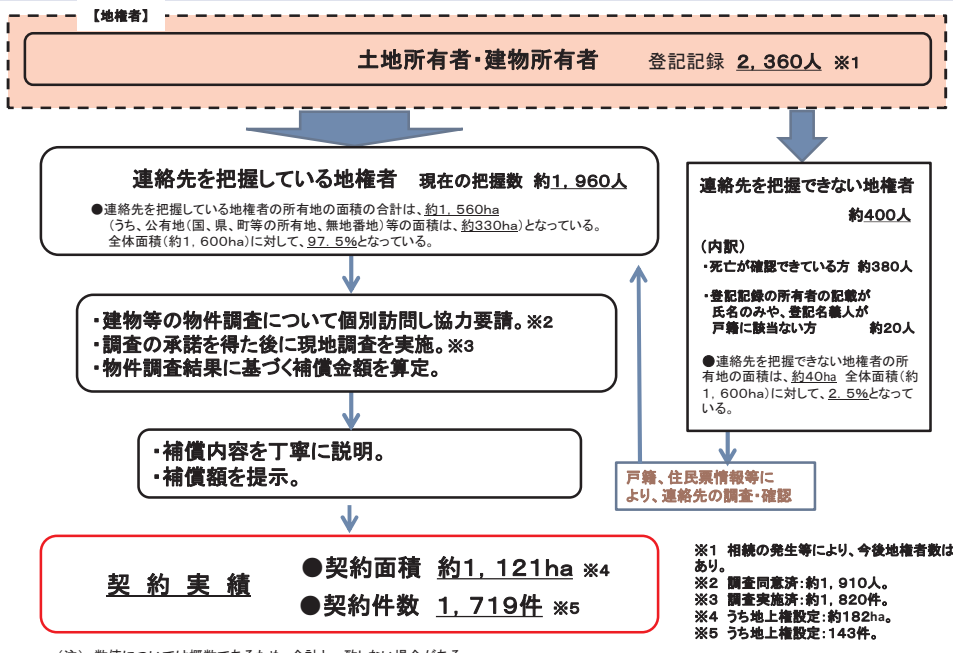 【地権者】
土地所有者・建物所有者　登記記録 2,360人 ※1
連絡先を把握している地権者　現在の把握数 約1,960人
●連絡先を把握している地権者の所有地の面積の合計は、約1,560ha
(うち、公有地(国、県、町等の所有地、無地番地)等の面積は、約330ha)となっている。
全体面積(約1,600ha)に対して、97.5%となっている。
連絡先を把握できない地権者
約400人
(内訳)
・死亡が確認できている方 約380人
・登記記録の所有者の記載が
氏名のみや、登記名義人が
戸籍に該当ない方　約20人
●連絡先を把握できない地権者の所
有地の面積は、約40ha 全体面積(約
1,600ha)に対して、2.5%となって
いる。
・建物等の物件調査について個別訪問し協力要請。※2
・調査の承諾を得た後に現地調査を実施。※3
・物件調査結果に基づく補償金額を算定。
・補償内容を丁寧に説明。
・補償額を提示。
戸籍、住民票情報等に
より、連絡先の調査・確認
契約実績
●契約面積 約1,121ha ※4
●契約件数 1,719件 ※5
※1 相続の発生等により、今後地権者数は
あり。
※2 調査同意済:約1,910人。
※3 調査実施済:約1,820件。
※4 うち地上権設定:約182ha。
※5 うち地上権設定:143件。